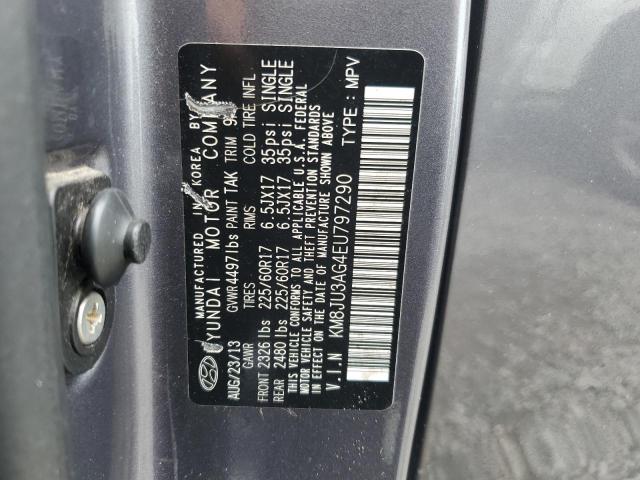 MANUFACTURED IN KOREA BY
HYUNDAI MOTOR COMPANY
AUG/23/13 GVWR 4497lbs PAINT TAK TRIM
GAWR TIRES RIMS COLD TIRE INFL
FRONT 2326 lbs 225/60R17 6.5JX17 35psi SINGLE
REAR 2480 lbs 225/60R17 6.5JX17 35psi SINGLE
THIS VEHICLE CONFORMS TO ALL APPLICABLE U.S.A. FEDERAL
MOTOR VEHICLE SAFETY AND THEFT PREVENTION STANDARDS
IN EFFECT ON THE DATE OF MANUFACTURE SHOWN ABOVE
V.I.N KM8JU3AG4EU797290 TYPE : MPV